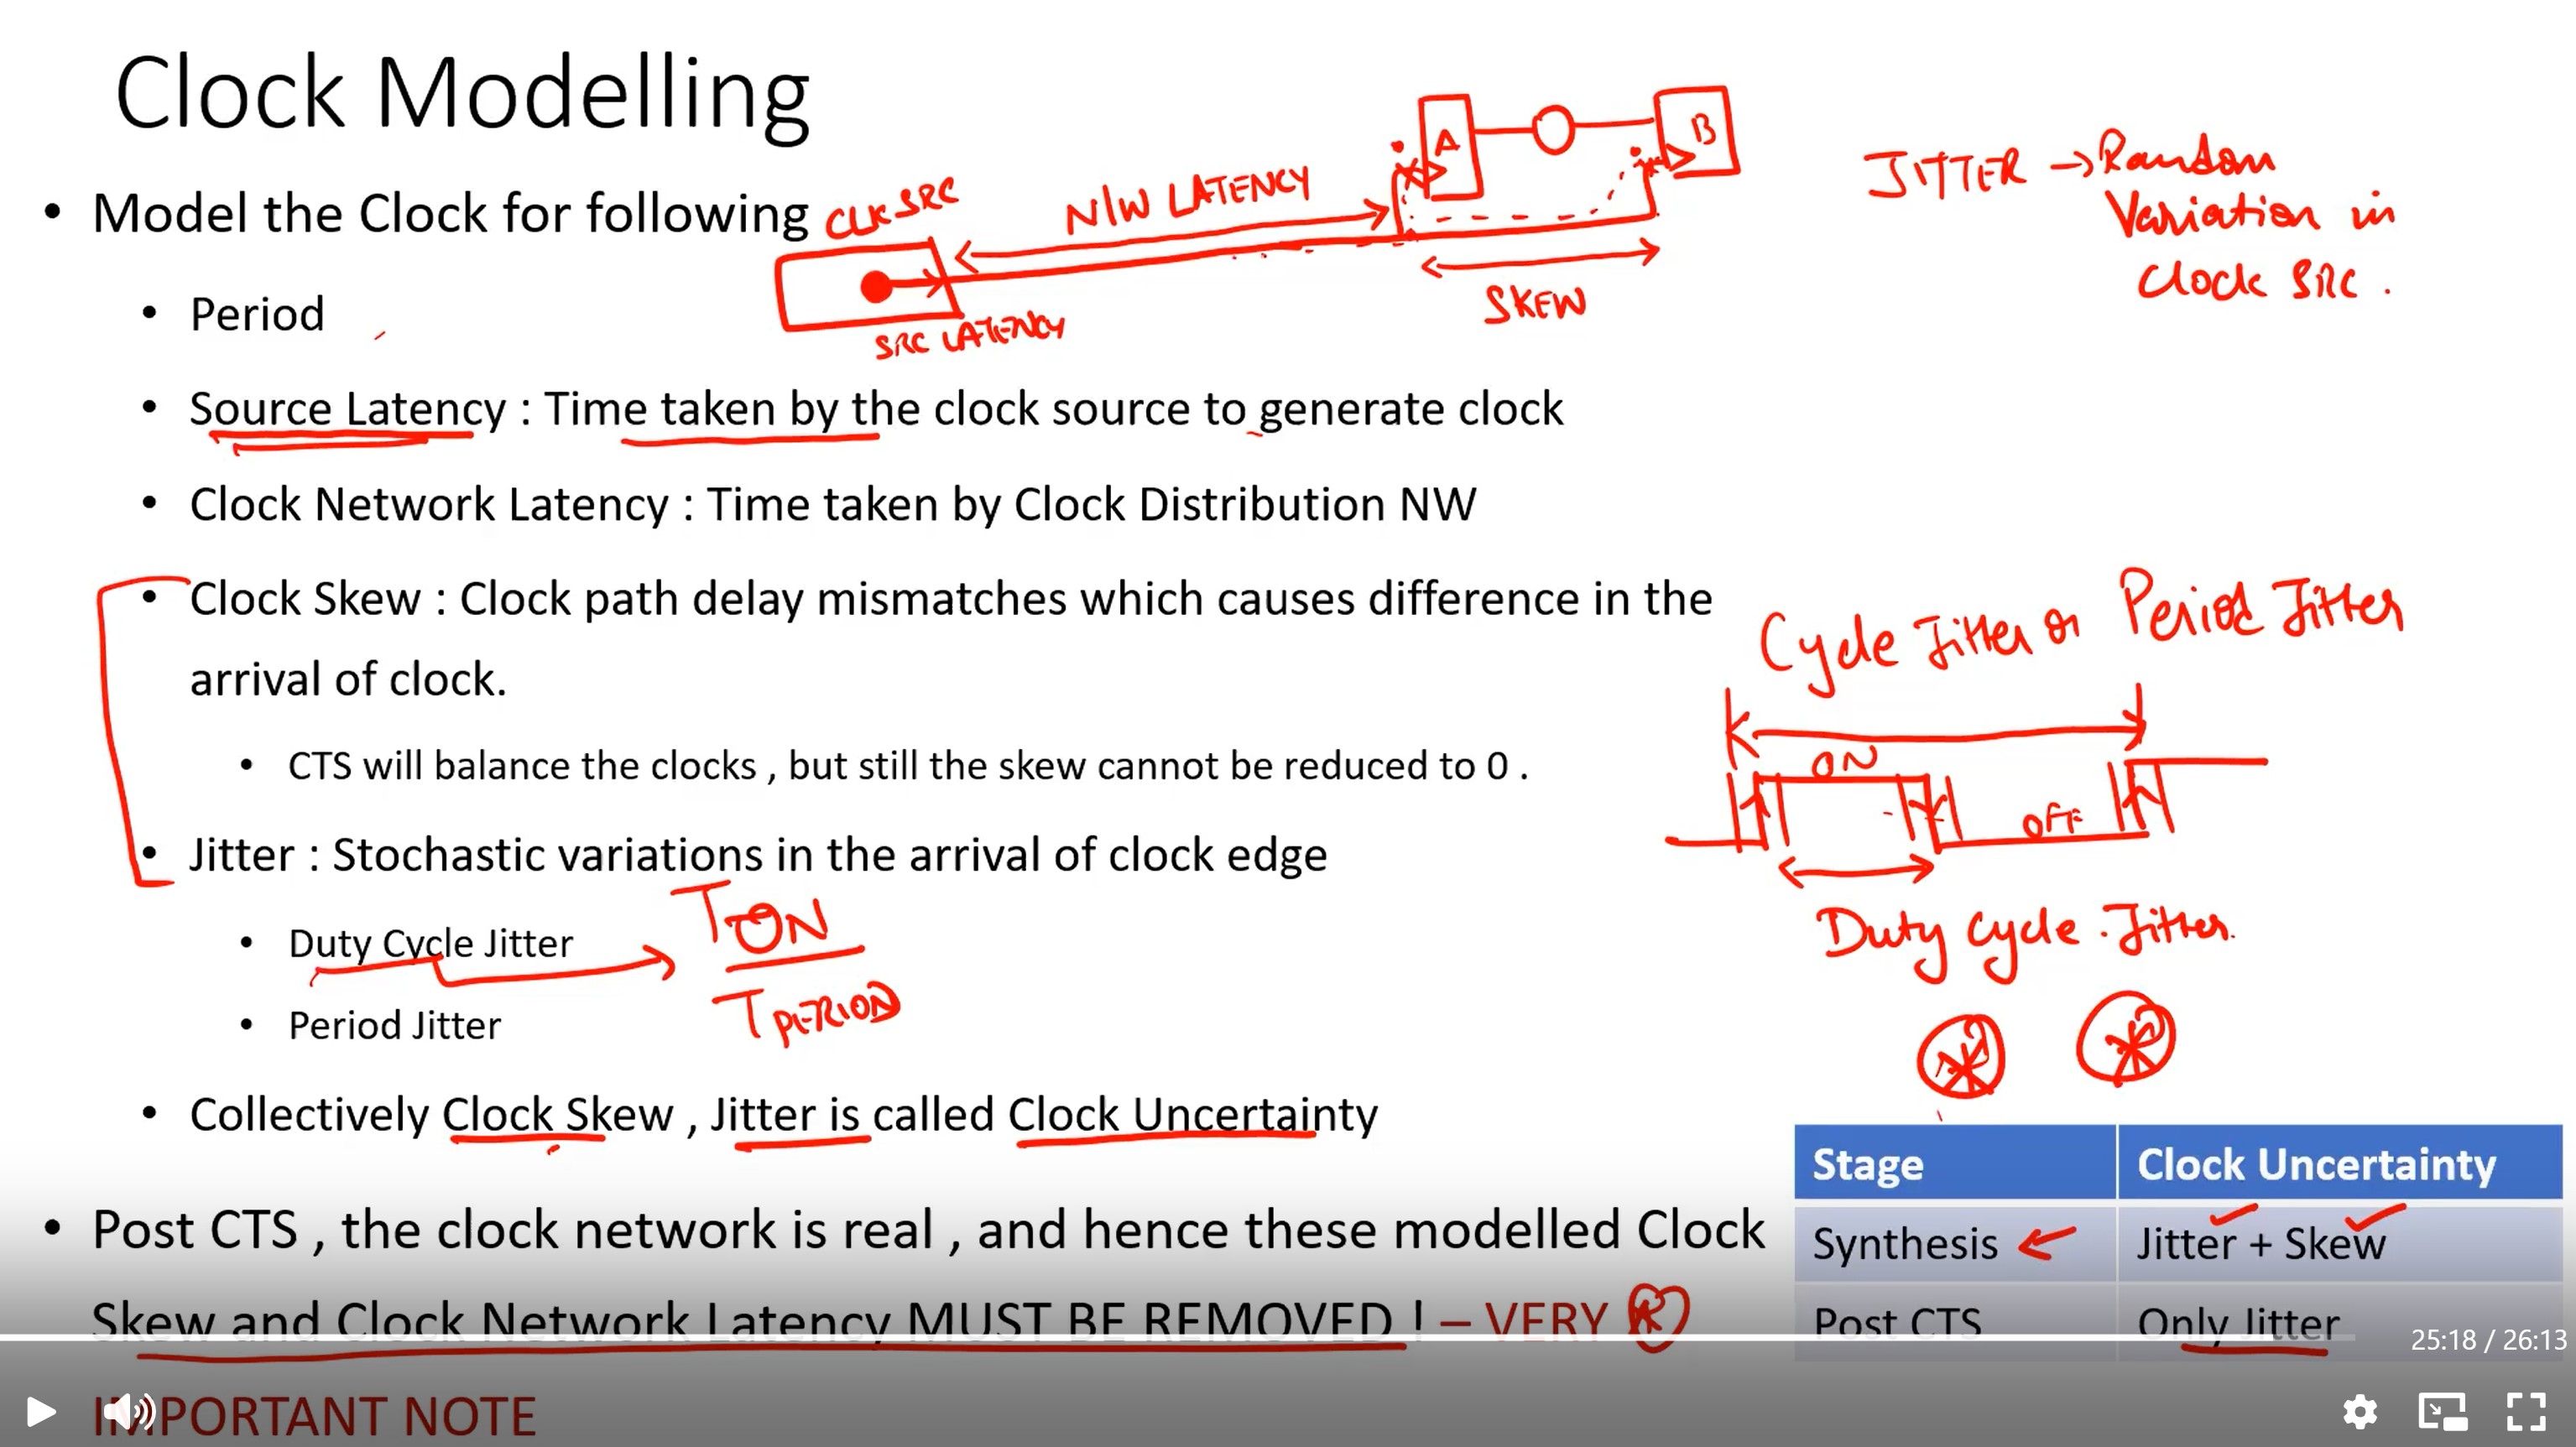 Clock Modelling
• Model the Clock for following
CLK SRC
N/W LATENCY
A
B
SRC LATENCY
SKEW
JITTER → Random
Variation in
Clock SRC.
• Period
• Source Latency : Time taken by the clock source to generate clock
• Clock Network Latency : Time taken by Clock Distribution NW
• Clock Skew : Clock path delay mismatches which causes difference in the
arrival of clock.
• CTS will balance the clocks , but still the skew cannot be reduced to 0 .
• Jitter : Stochastic variations in the arrival of clock edge
• Duty Cycle Jitter
TON
TPERIOD
• Period Jitter
Cycle Jitter or Period Jitter
ON
OFF
Duty Cycle Jitter.
• Collectively Clock Skew , Jitter is called Clock Uncertainty
• Post CTS , the clock network is real , and hence these modelled Clock
Skew and Clock Network Latency MUST BE REMOVED ! – VERY
IMPORTANT NOTE
Stage Clock Uncertainty
Synthesis Jitter + Skew
Post CTS Only Jitter
25:18 / 26:13